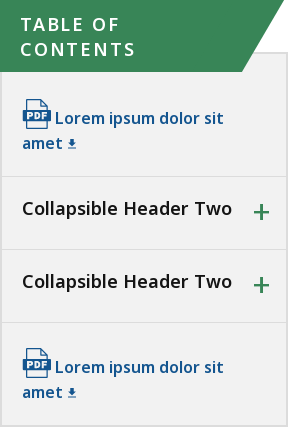 TABLE OF
CONTENTS
PDF Lorem ipsum dolor sit
amet
Collapsible Header Two +
Collapsible Header Two +
PDF Lorem ipsum dolor sit
amet